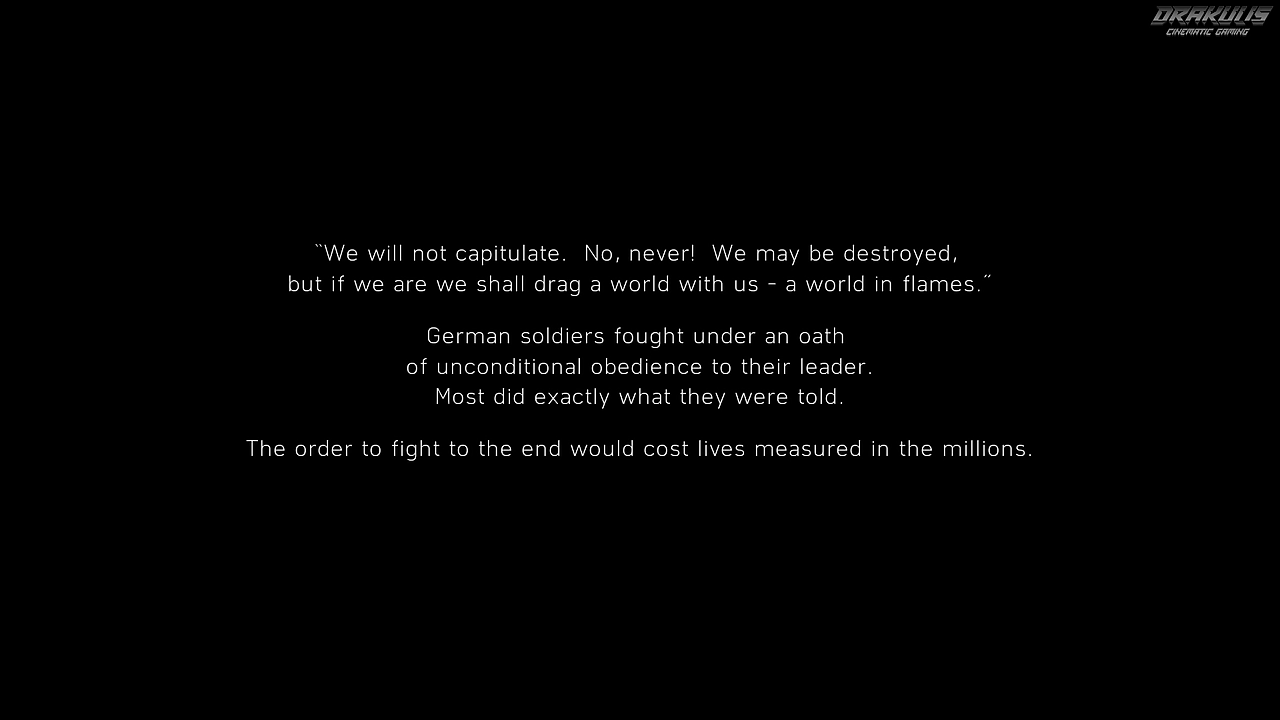 DRAKULIS
CINEMATIC GAMING
``We will not capitulate.  No, never!  We may be destroyed,
but if we are we shall drag a world with us - a world in flames.˝
German soldiers fought under an oath
of unconditional obedience to their leader.
Most did exactly what they were told.
The order to fight to the end would cost lives measured in the millions.